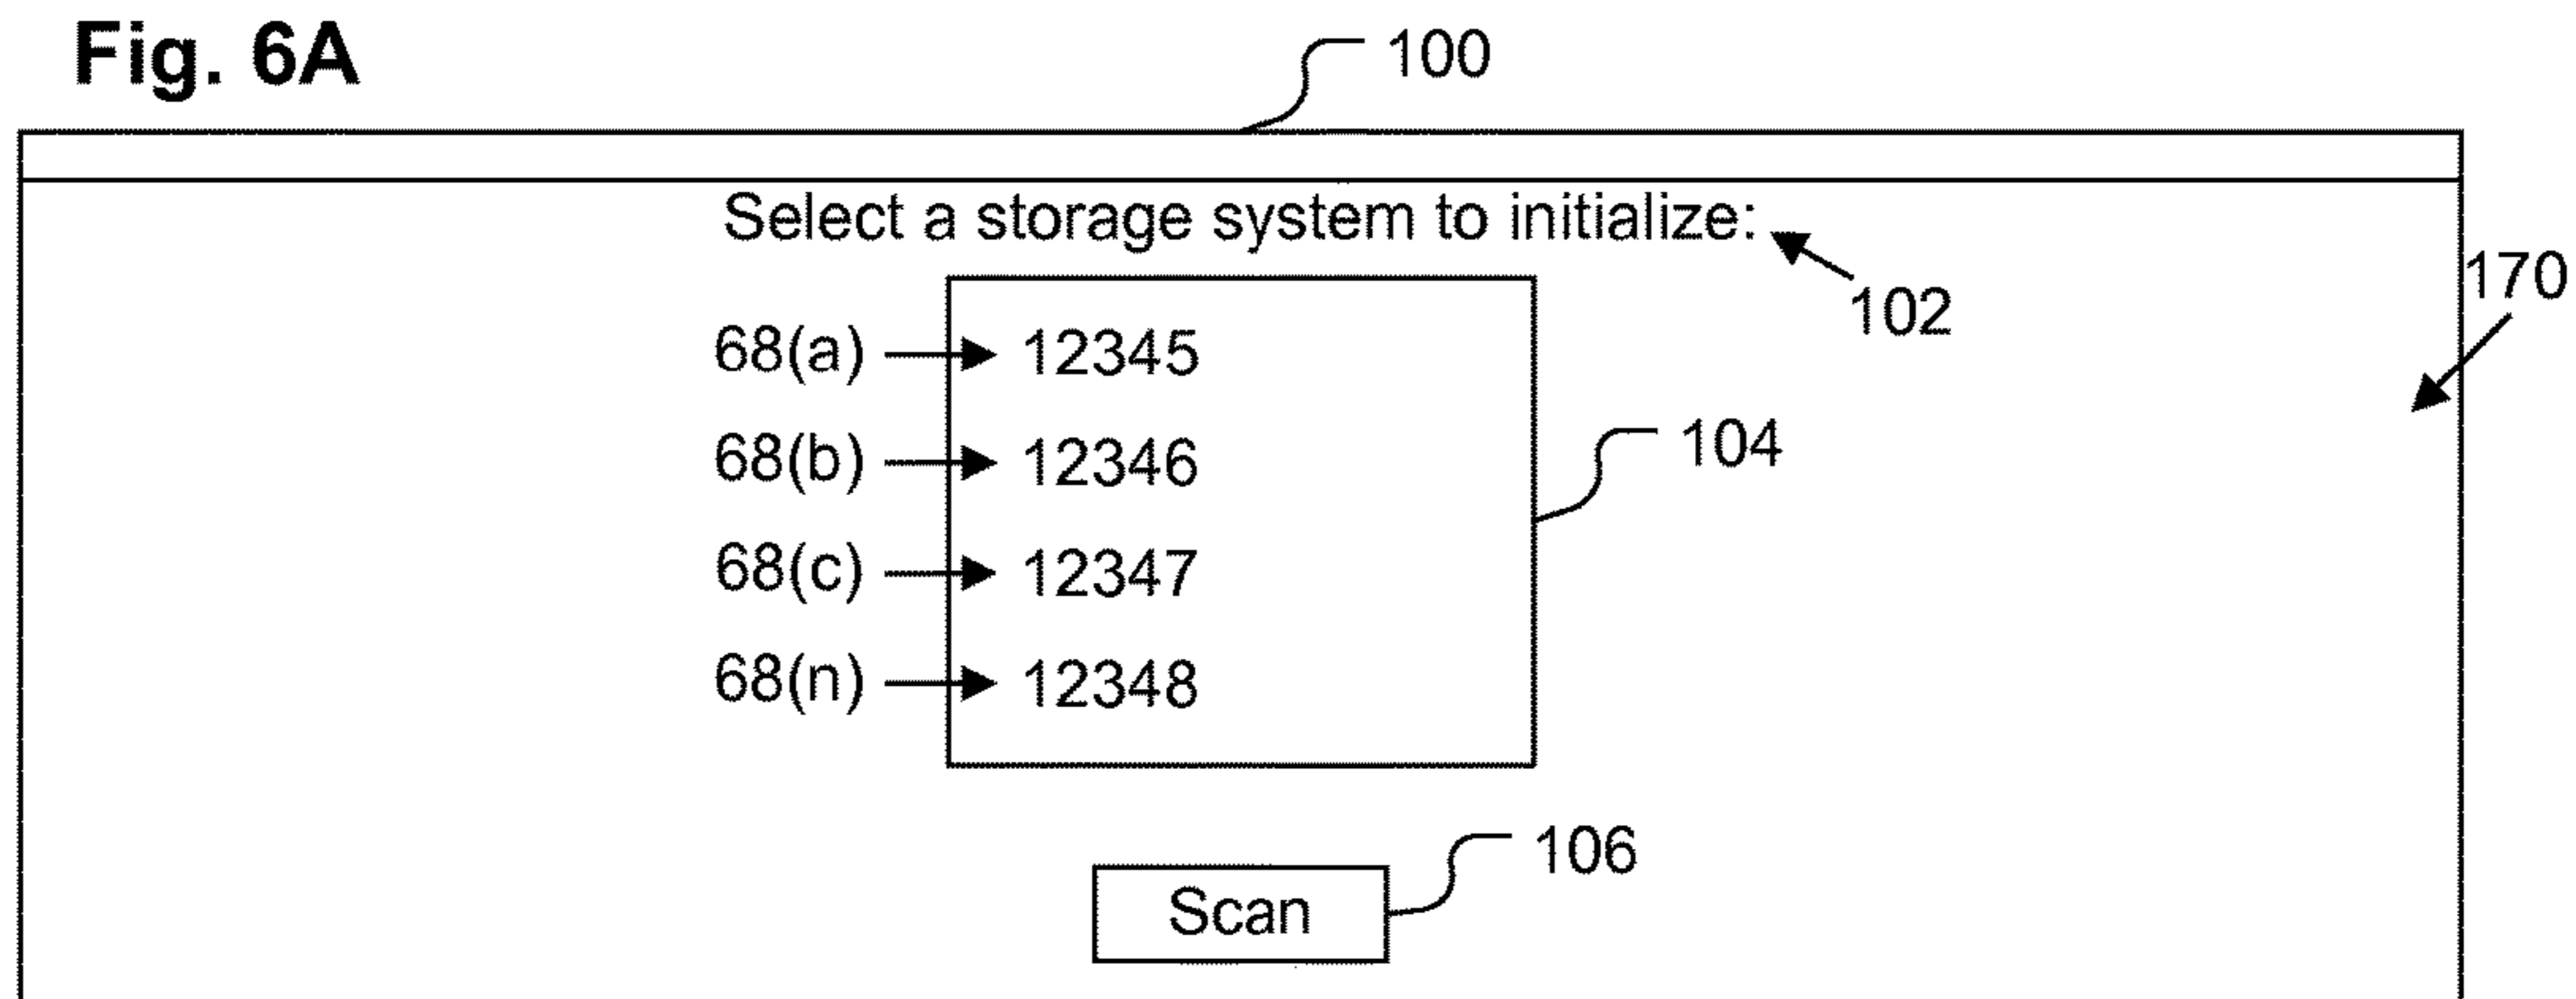 Fig. 6A
100
Select a storage system to initialize:
102
170
68(a) 12345
68(b) 12346
104
68(c) 12347
68(n) 12348
106
Scan